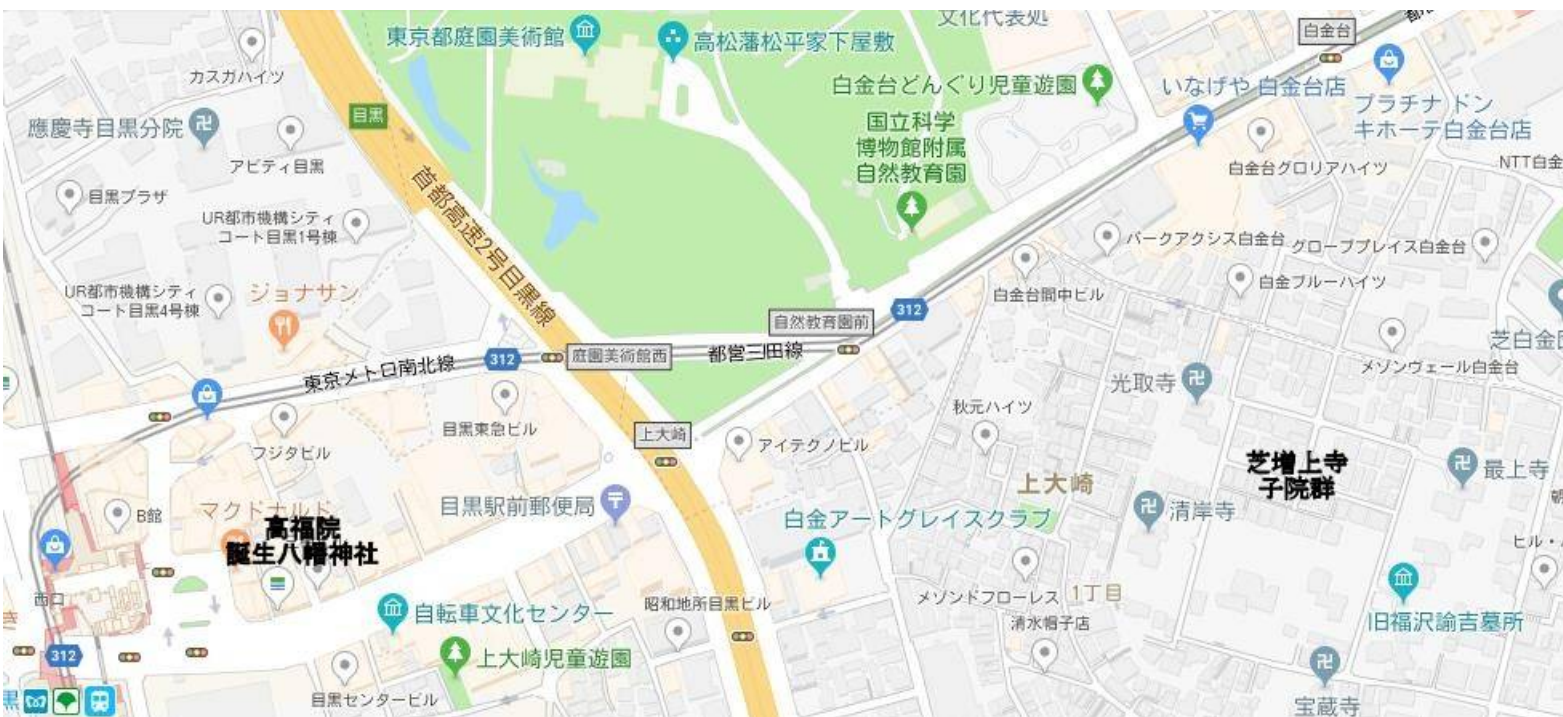 文化代表処
都
白金台
東京都庭園美術館
高松藩松平家下屋敷
カスガハイツ
白金台どんぐり児童遊園
いなげや 白金台店
プラチナ ドン
キホーテ白金台店
目黒
應慶寺目黒分院
国立科学
博物館附属
自然教育園
アビティ目黒
白金台グロリアハイツ
NTT白金
目黒プラザ
首都高速2号目黒線
UR都市機構シティ
コート目黒1号棟
パークアクシス白金台
グローブプレイス白金台
UR都市機構シティ
コート目黒4号棟
ジョナサン
白金台間中ビル
白金ブルーハイツ
312
自然教育園前
芝白金団
東京メトロ南北線
312
庭園美術館西
都営三田線
メゾンヴェール白金台
光取寺
秋元ハイツ
目黒東急ビル
上大崎
アイテクノビル
フジタビル
芝増上寺
子院群
最上寺
上大崎
マクドナルド
B館
目黒駅前郵便局
清岸寺
白金アートグレイスクラブ
高福院
誕生八幡神社
ヒル・
西口
メゾンドフローレス
1丁目
自転車文化センター
昭和地所目黒ビル
旧福沢諭吉墓所
清水帽子店
312
上大崎児童遊園
目黒センタービル
宝蔵寺
黒